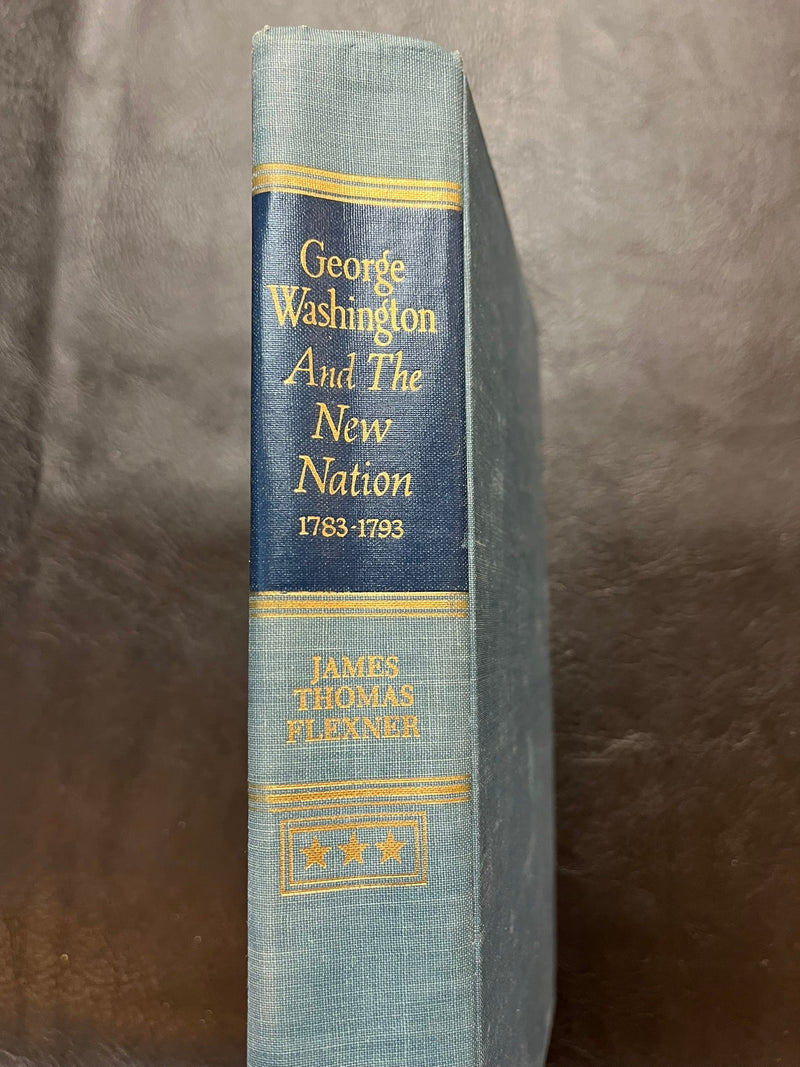 George
Washington
And The
New
Nation
1783-1793
JAMES
THOMAS
FLEXNER